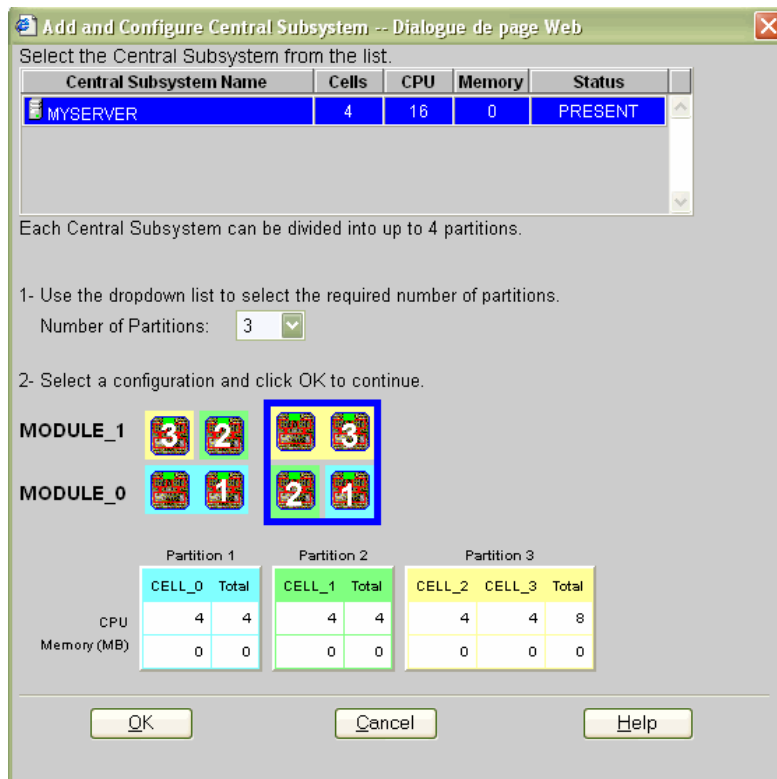 Add and Configure Central Subsystem -- Dialogue de page Web
Select the Central Subsystem from the list.
Central Subsystem Name Cells CPU Memory Status
MYSERVER 4 16 0 PRESENT
Each Central Subsystem can be divided into up to 4 partitions.
1- Use the dropdown list to select the required number of partitions.
Number of Partitions: 3
2- Select a configuration and click OK to continue.
MODULE_1 3 2 3
MODULE_0 1 2 1
Partition 1 Partition 2 Partition 3
CELL_0 Total CELL_1 Total CELL_2 CELL_3 Total
CPU 4 4 4 4 4 4 8
Memory (MB) 0 0 0 0 0 0 0
OK Cancel Help